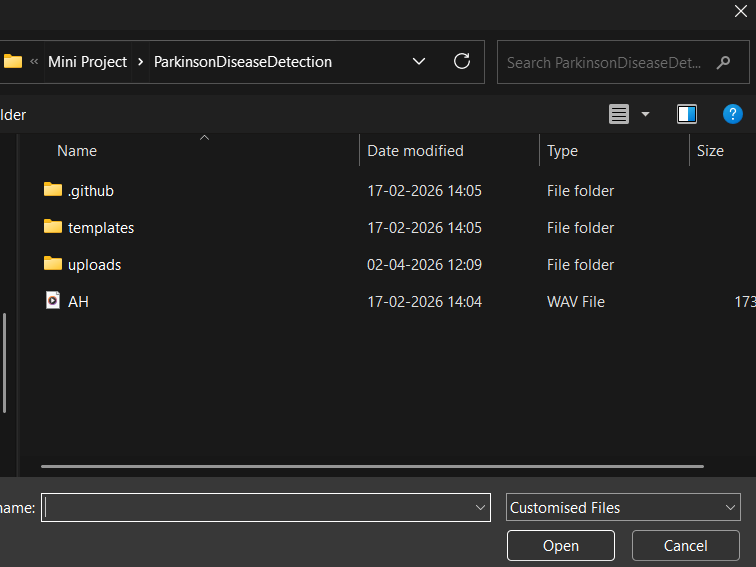 « Mini Project > ParkinsonDiseaseDetection Search ParkinsonDiseaseDet...
lder
Name Date modified Type Size
.github 17-02-2026 14:05 File folder
templates 17-02-2026 14:05 File folder
uploads 02-04-2026 12:09 File folder
AH 17-02-2026 14:04 WAV File 173
name: Customised Files
Open Cancel